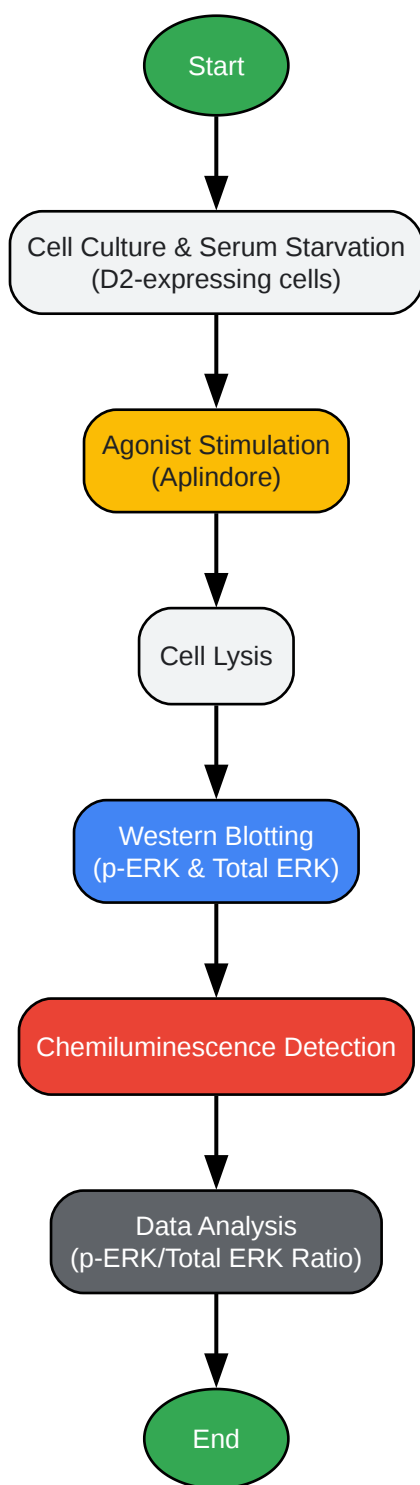 Start
Cell Culture & Serum Starvation
(D2-expressing cells)
Agonist Stimulation
(Aplindore)
Cell Lysis
Western Blotting
(p-ERK & Total ERK)
Chemiluminescence Detection
Data Analysis
(p-ERK/Total ERK Ratio)
End